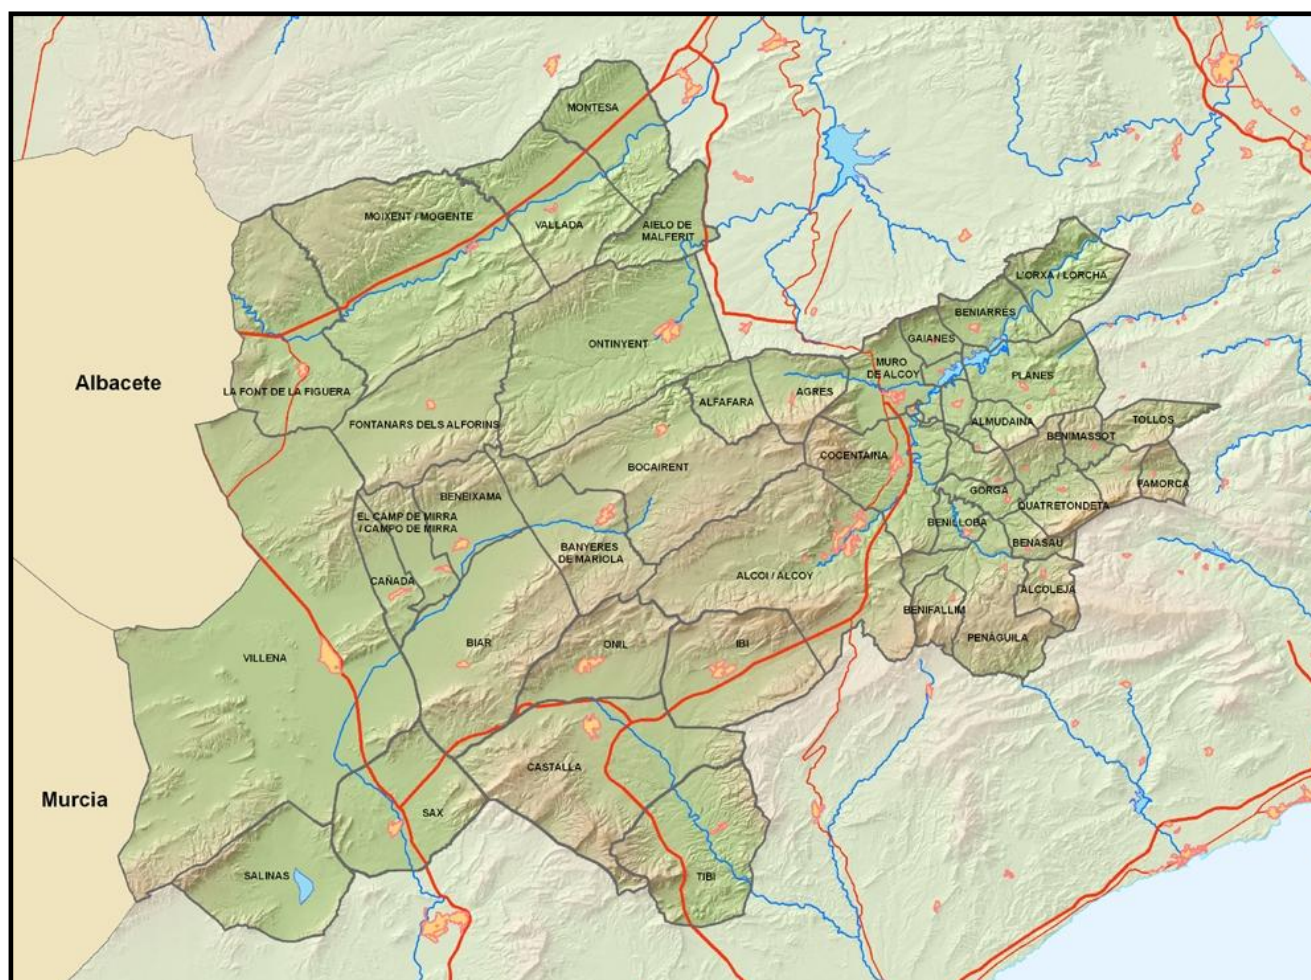 MONTESA
MOIXENT / MOGENTE
VALLADA
AIELO DE
MALFERIT
L'ORXA / LORCHA
BENIARRÉS
GAIANES
ONTINYENT
MURO
DE ALCOY
PLANES
Albacete
LA FONT DE LA FIGUERA
ALFAFARA
AGRES
FONTANARS DELS ALFORINS
ALMUDAINA
TOLLOS
BENIMASSOT
COCENTAINA
BOCAIRENT
BENEIXAMA
GORGA
FAMORCA
QUATRETONDETA
EL CAMP DE MIRRA
/ CAMPO DE MIRRA
BENILLOBA
BANYERES
DE MARIOLA
BENASAU
ALCOI / ALCOY
CAÑADA
ALCOLEJA
BENIFALLIM
PENÀGUILA
BIAR
ONIL
IBI
VILLENA
CASTALLA
Murcia
SAX
SALINAS
TIBI